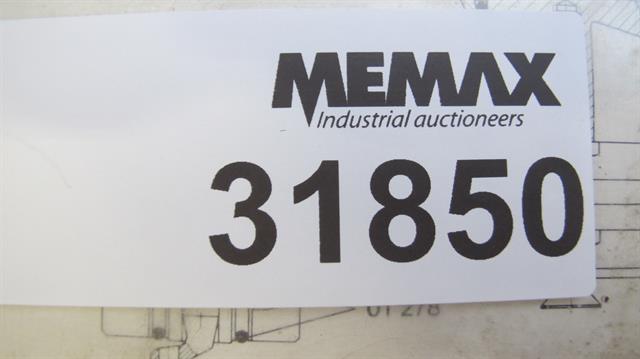 MEMAX
Industrial auctioneers
31850